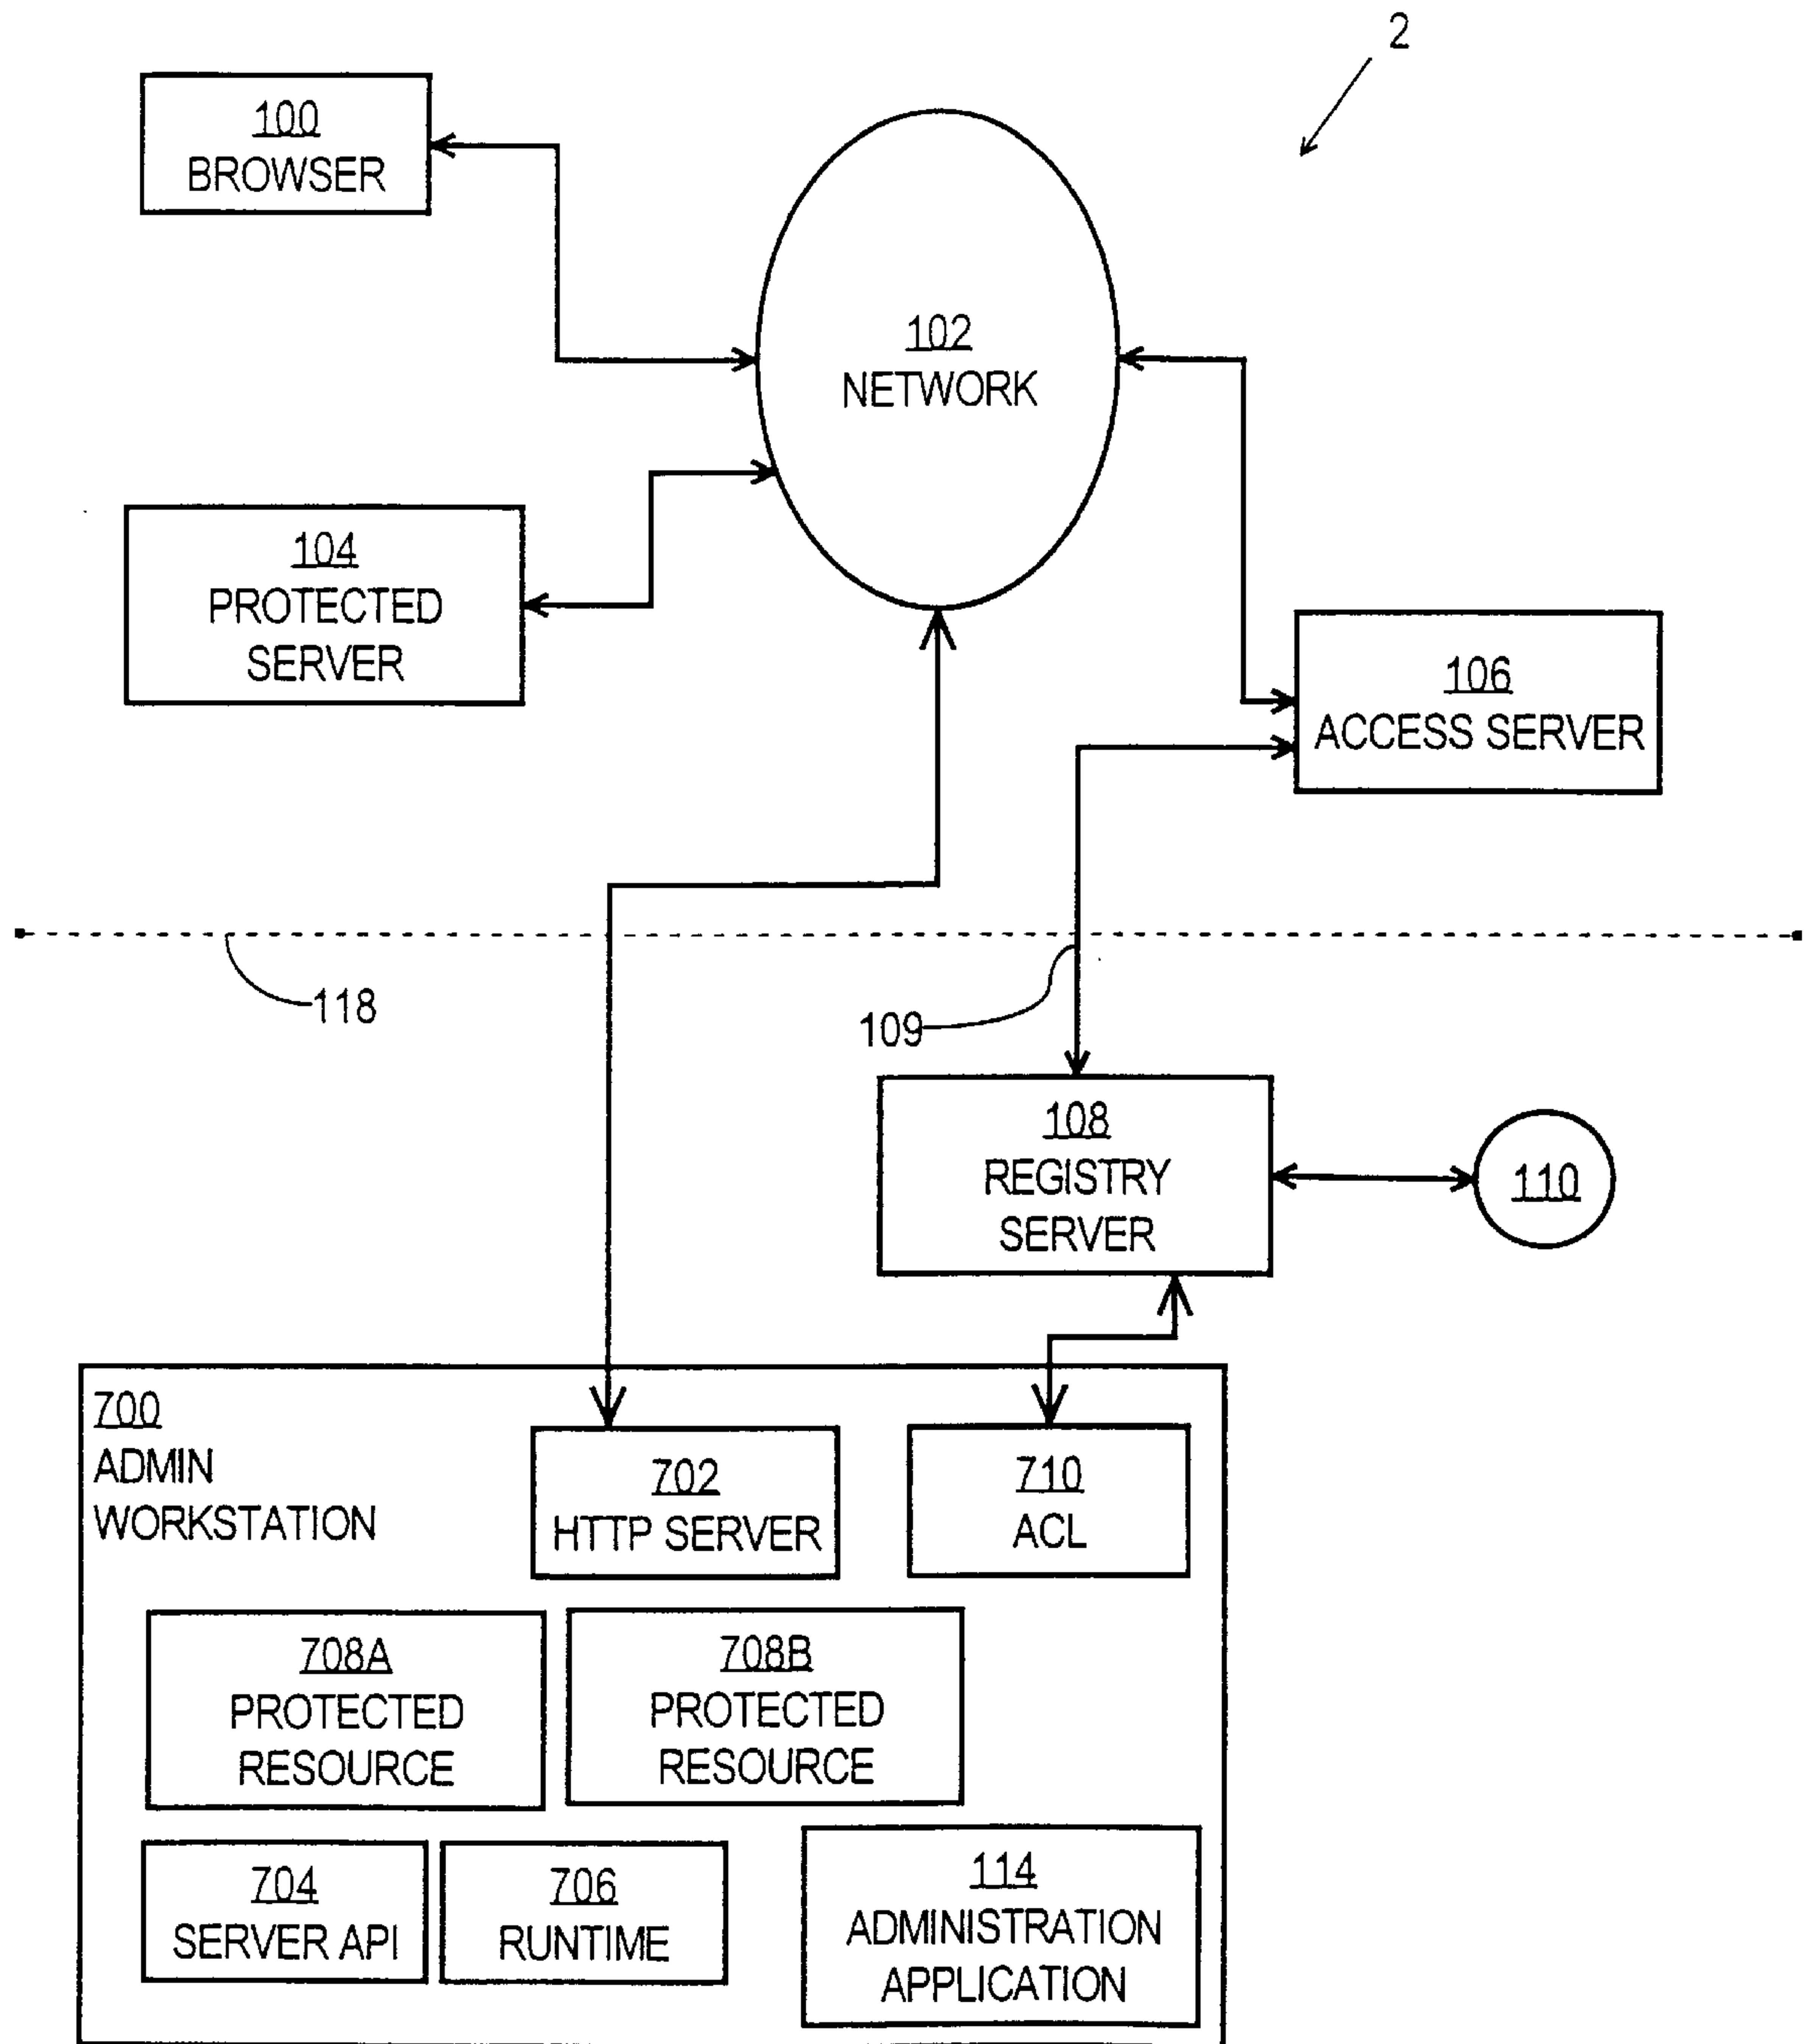 2
100
BROWSER
102
NETWORK
104
PROTECTED
SERVER
106
ACCESS SERVER
118
109
108
REGISTRY
SERVER
110
700
ADMIN
WORKSTATION
702
HTTP SERVER
710
ACL
708A
PROTECTED
RESOURCE
708B
PROTECTED
RESOURCE
704
SERVER API
706
RUNTIME
114
ADMINISTRATION
APPLICATION